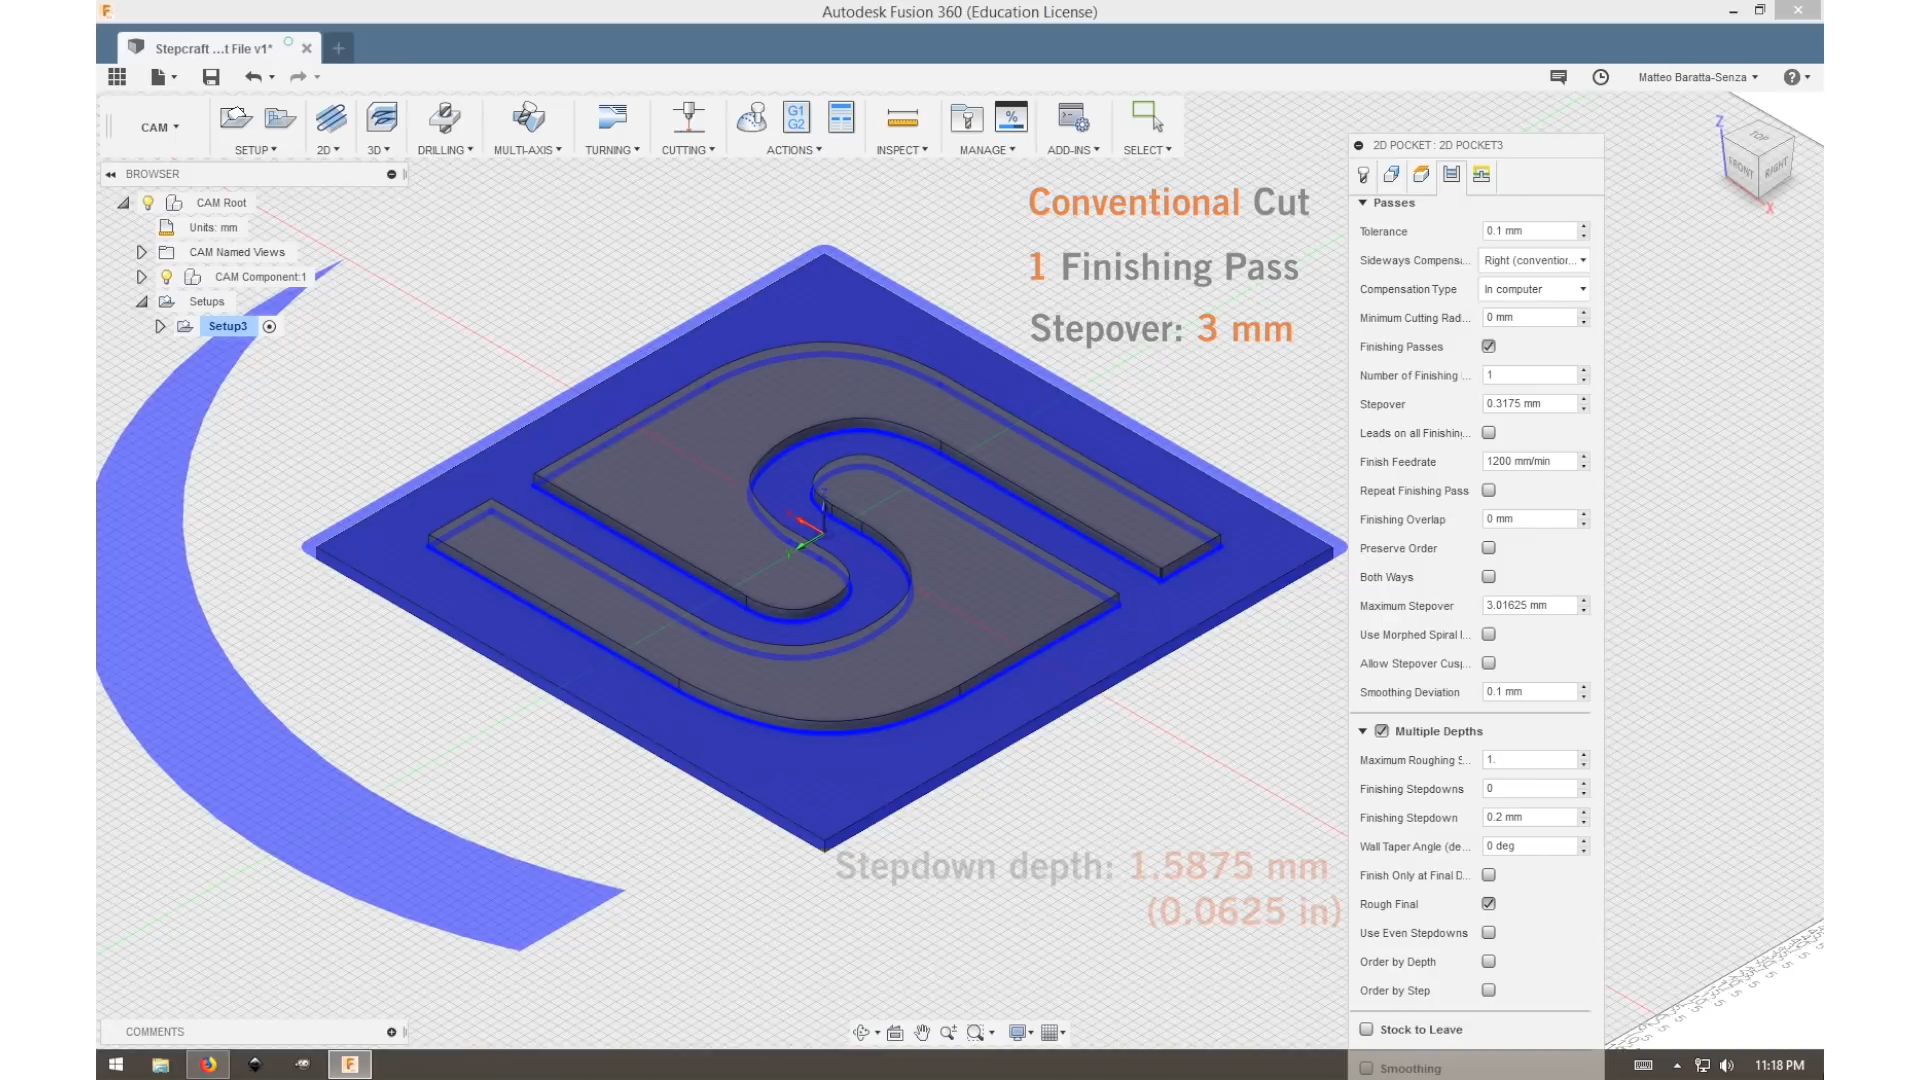 Autodesk Fusion 360 (Education License)
Stepcraft ...t File v1*
Matteo Baratta-Senza
CAM
G1
G2
%
SETUP
2D
3D
DRILLING
MULTI-AXIS
TURNING
CUTTING
ACTIONS
INSPECT
MANAGE
ADD-INS
SELECT
BROWSER
CAM Root
Units: mm
CAM Named Views
CAM Component:1
Setups
Setup3
Conventional Cut
1 Finishing Pass
Stepover: 3 mm
Stepdown depth: 1.5875 mm
(0.0625 in)
Z
TOP
FRONT
RIGHT
X
2D POCKET : 2D POCKET3
Passes
Tolerance 0.1 mm
Sideways Compensa... Right (convention...
Compensation Type In computer
Minimum Cutting Rad... 0 mm
Finishing Passes
Number of Finishing ... 1
Stepover 0.3175 mm
Leads on all Finishing...
Finish Feedrate 1200 mm/min
Repeat Finishing Pass
Finishing Overlap 0 mm
Preserve Order
Both Ways
Maximum Stepover 3.01625 mm
Use Morphed Spiral I...
Allow Stepover Cusp...
Smoothing Deviation 0.1 mm
Multiple Depths
Maximum Roughing S... 1.
Finishing Stepdowns 0
Finishing Stepdown 0.2 mm
Wall Taper Angle (de... 0 deg
Finish Only at Final D...
Rough Final
Use Even Stepdowns
Order by Depth
Order by Step
Stock to Leave
Smoothing
COMMENTS
11:18 PM